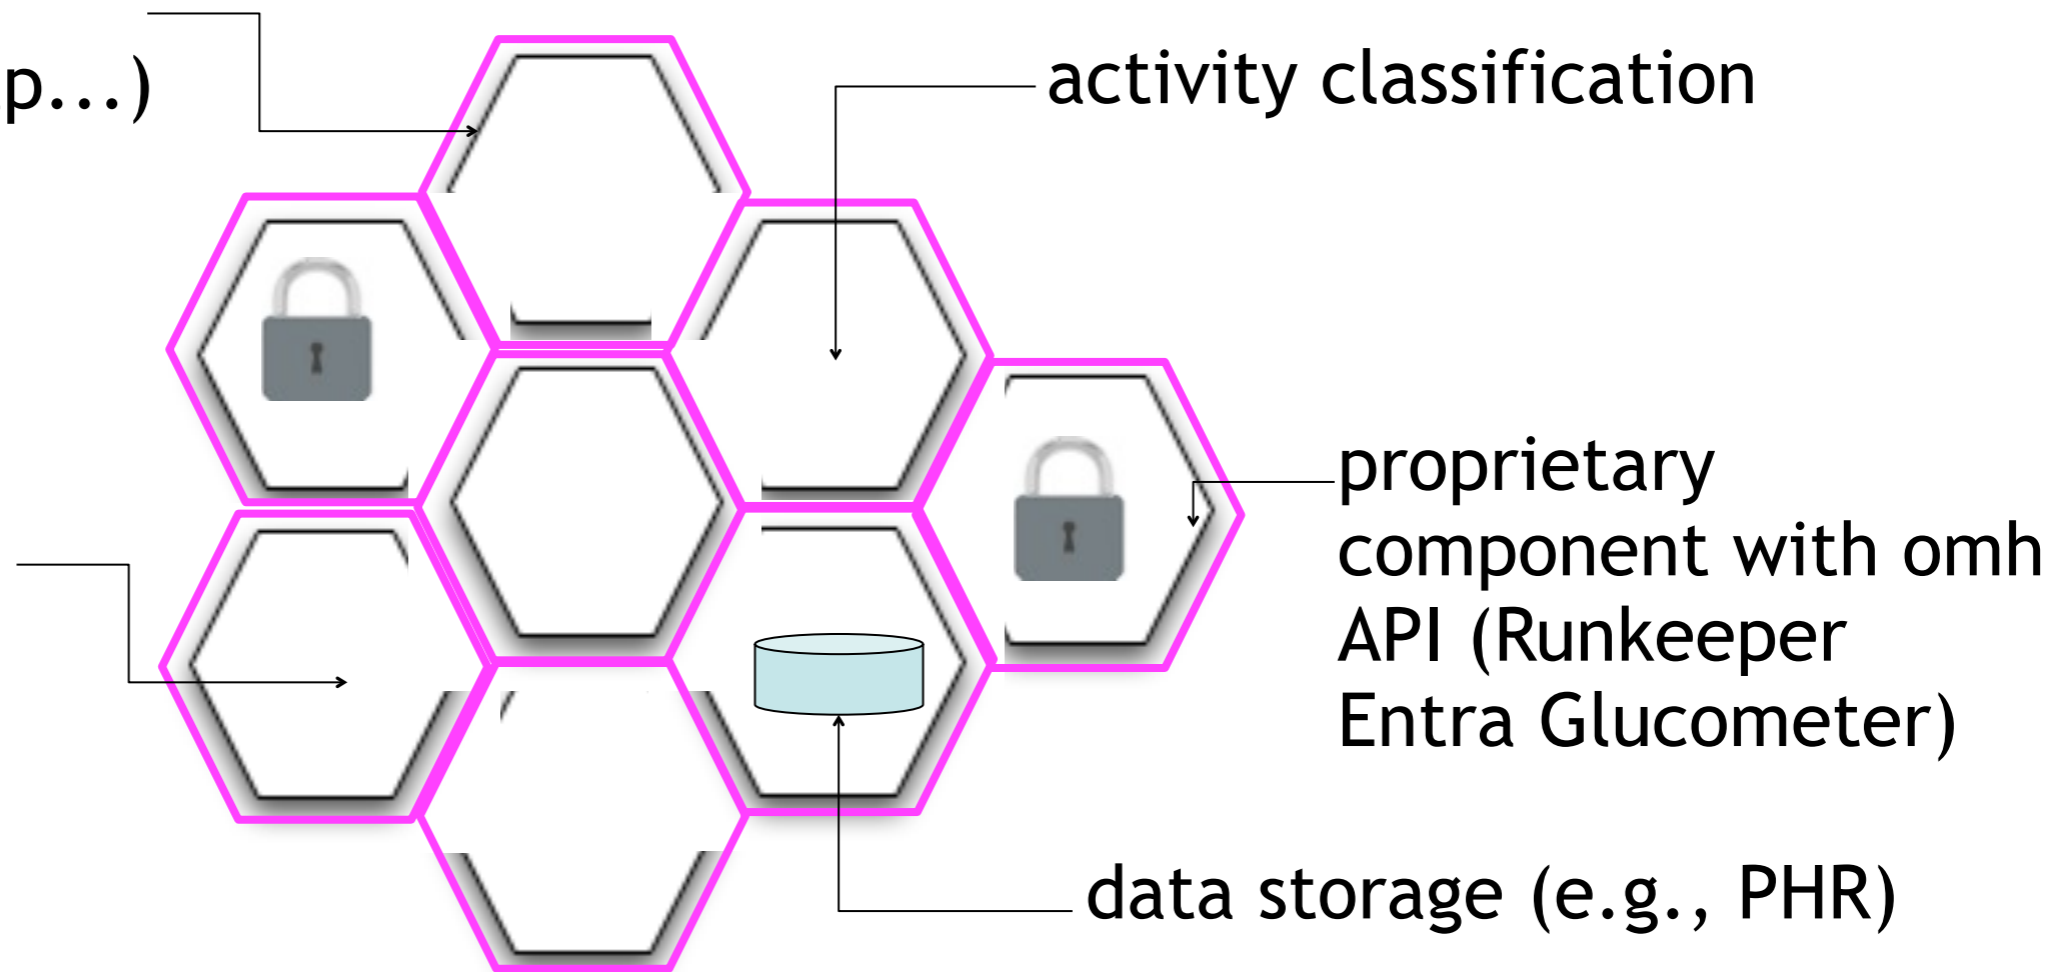 p...)
activity classification
proprietary
component with omh
API (Runkeeper
Entra Glucometer)
data storage (e.g., PHR)